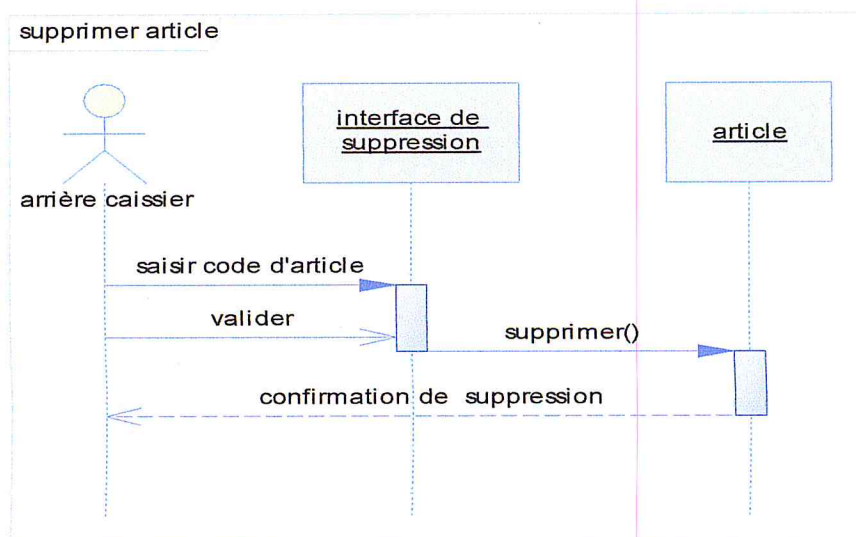 supprimer article
interface de
suppression
article
arrière caissier
saisir code d'article
valider
supprimer()
confirmation de suppression